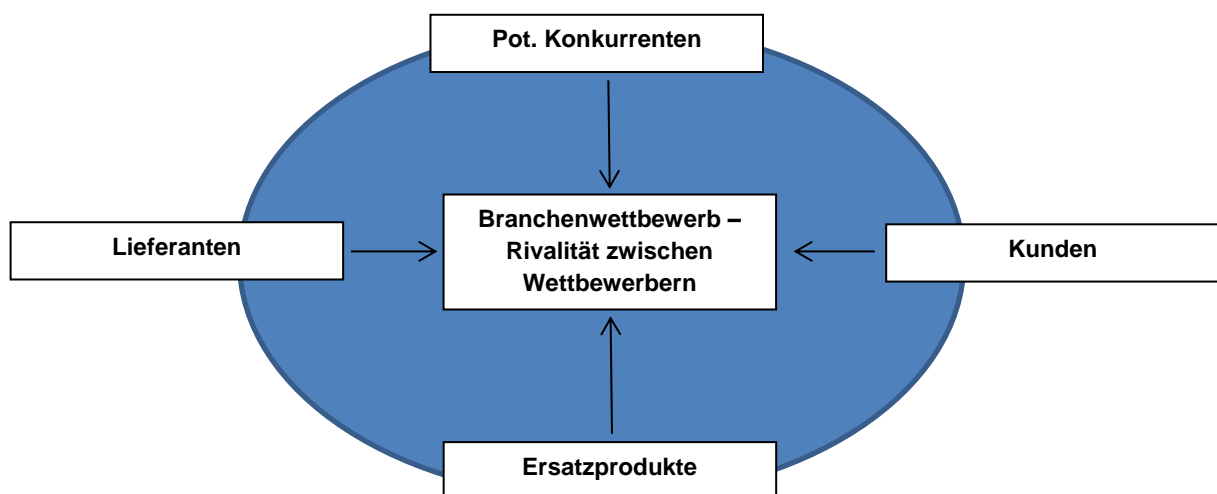 Pot. Konkurrenten
Branchenwettbewerb –
Rivalität zwischen
Wettbewerbern
Lieferanten
Kunden
Ersatzprodukte